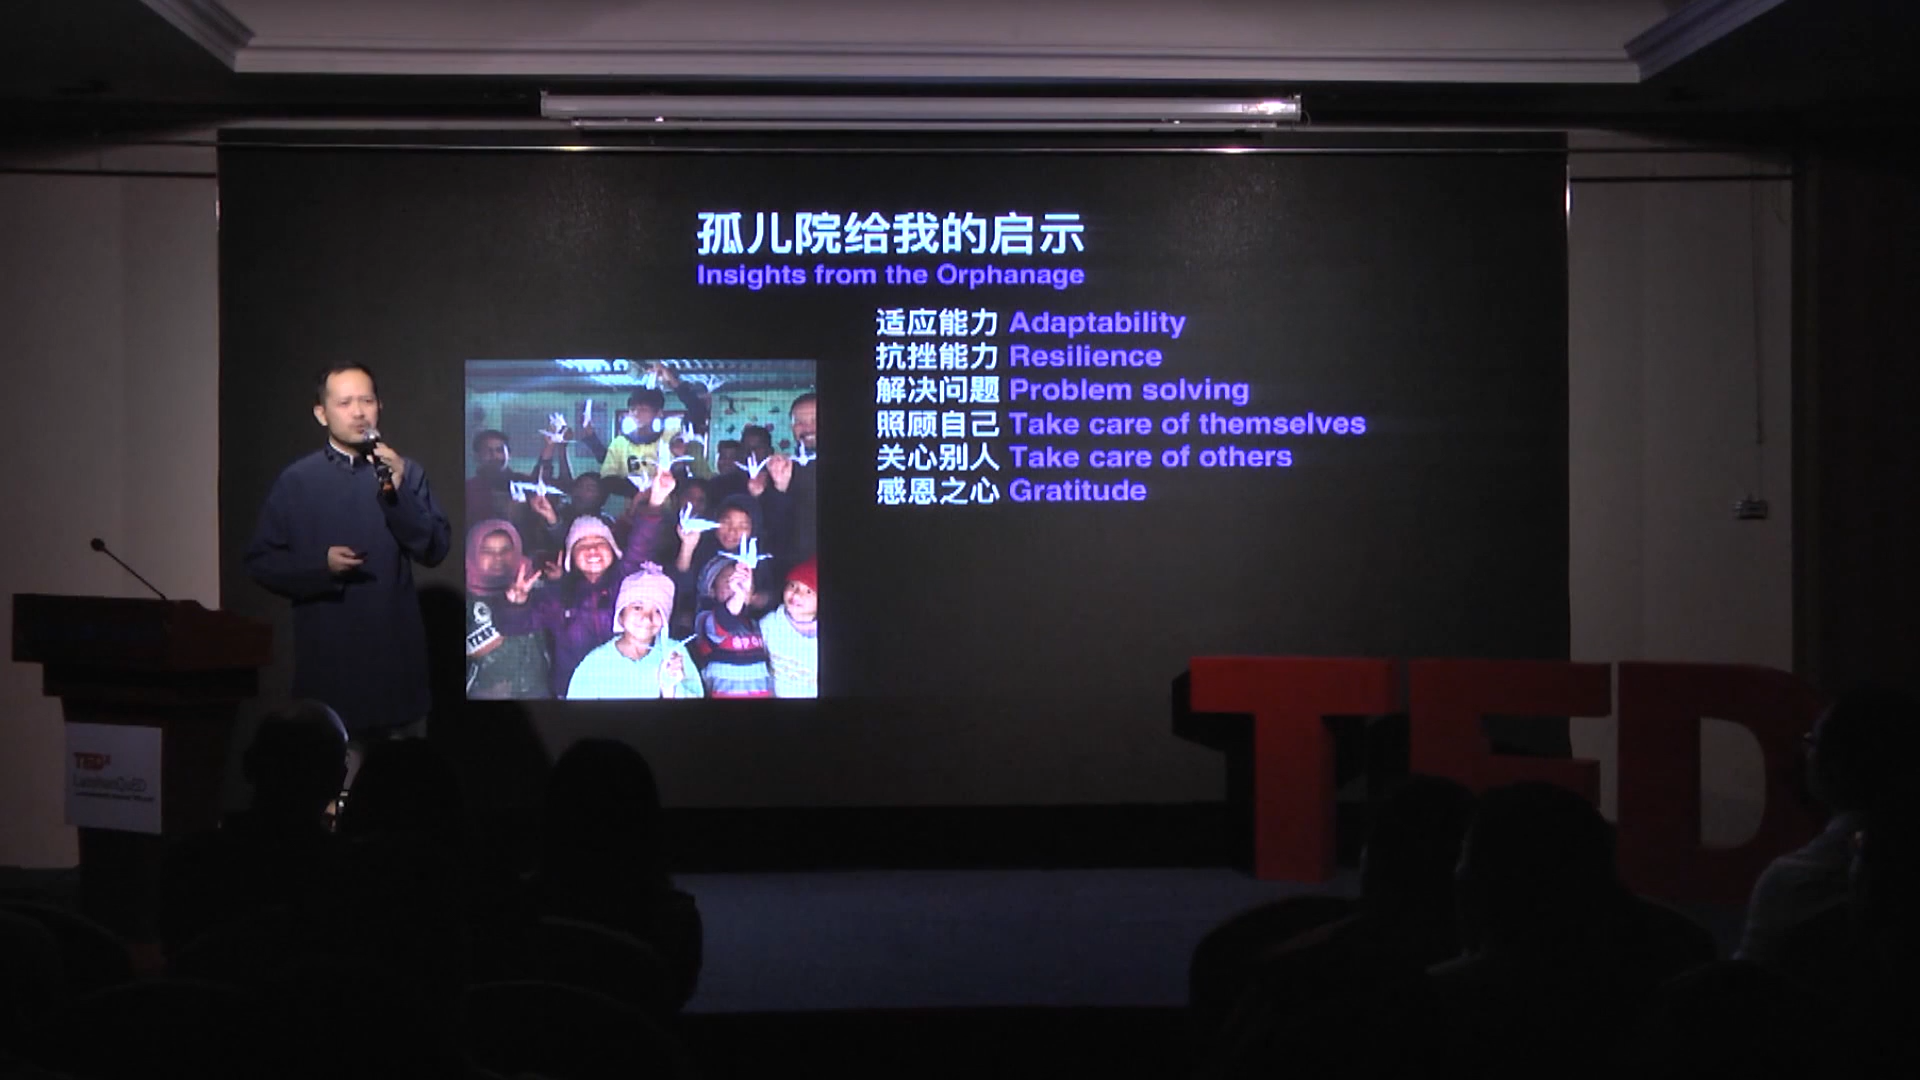 孤儿院给我的启示
Insights from the Orphanage
适应能力 Adaptability
抗挫能力 Resilience
解决问题 Problem solving
照顾自己 Take care of themselves
关心别人 Take care of others
感恩之心 Gratitude
TED
TEDx